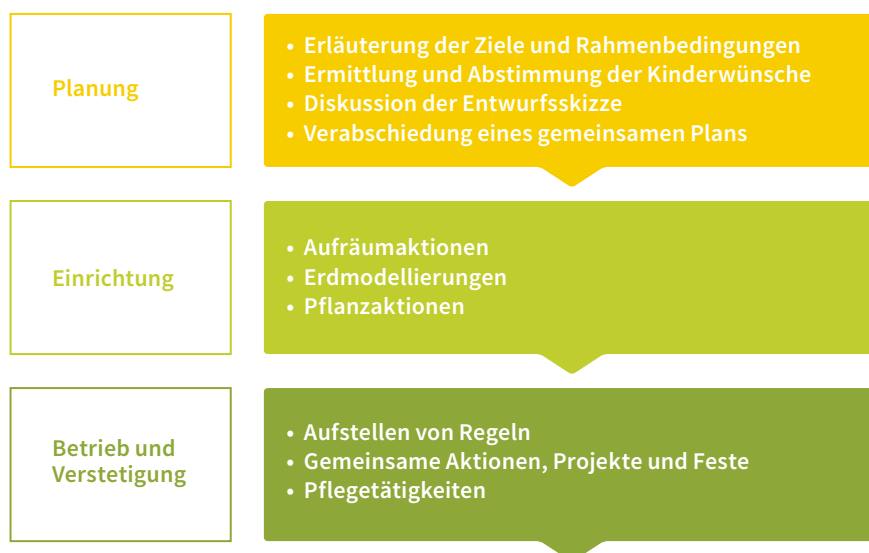 Planung
• Erläuterung der Ziele und Rahmenbedingungen
• Ermittlung und Abstimmung der Kinderwünsche
• Diskussion der Entwurfsskizze
• Verabschiedung eines gemeinsamen Plans
Einrichtung
• Aufräumaktionen
• Erdmodellierungen
• Pflanzaktionen
Betrieb und
Verstetigung
• Aufstellen von Regeln
• Gemeinsame Aktionen, Projekte und Feste
• Pflegetätigkeiten